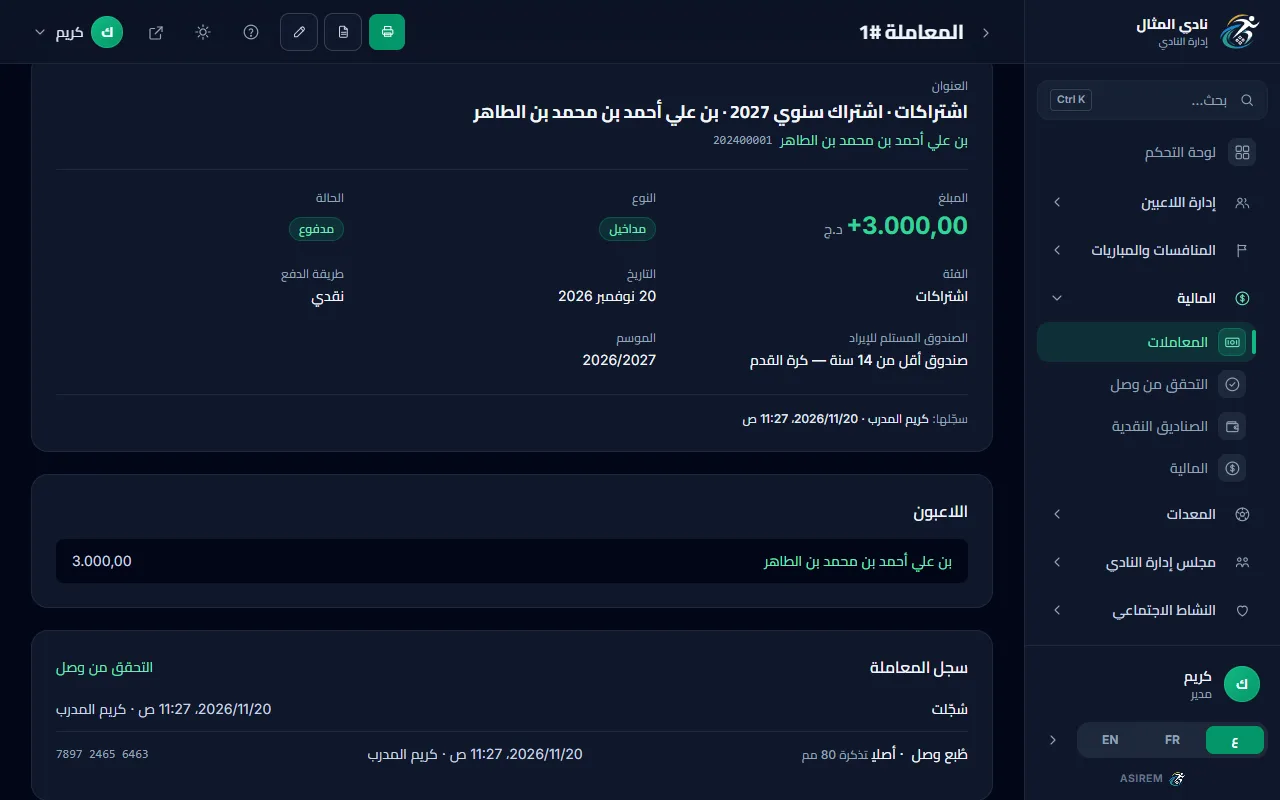 نادي المثال
إدارة النادي
بحث...
Ctrl K
لوحة التحكم
إدارة اللاعبين
المنافسات والمباريات
المالية
المعاملات
التحقق من وصل
الصناديق النقدية
المالية
المعدات
مجلس إدارة النادي
النشاط الاجتماعي
كريم
مدير
ع FR EN
ASIREM
المعاملة #1
ك كريم
العنوان
اشتراكات · اشتراك سنوي 2027 · بن علي أحمد بن محمد بن الطاهر
بن علي أحمد بن محمد بن الطاهر 202400001
المبلغ النوع الحالة
+3.000,00 د.ج مداخيل مدفوع
الفئة التاريخ طريقة الدفع
اشتراكات 20 نوفمبر 2026 نقدي
الصندوق المستلم للإيراد الموسم
صندوق أقل من 14 سنة — كرة القدم 2026/2027
سجّلها: كريم المدرب · 2026/11/20، 11:27 ص
اللاعبون
بن علي أحمد بن محمد بن الطاهر 3.000,00
سجل المعاملة التحقق من وصل
سُجّلت 2026/11/20، 11:27 ص · كريم المدرب
طُبع وصل · أصلي تذكرة 80 مم 2026/11/20، 11:27 ص · كريم المدرب 7897 2465 6463